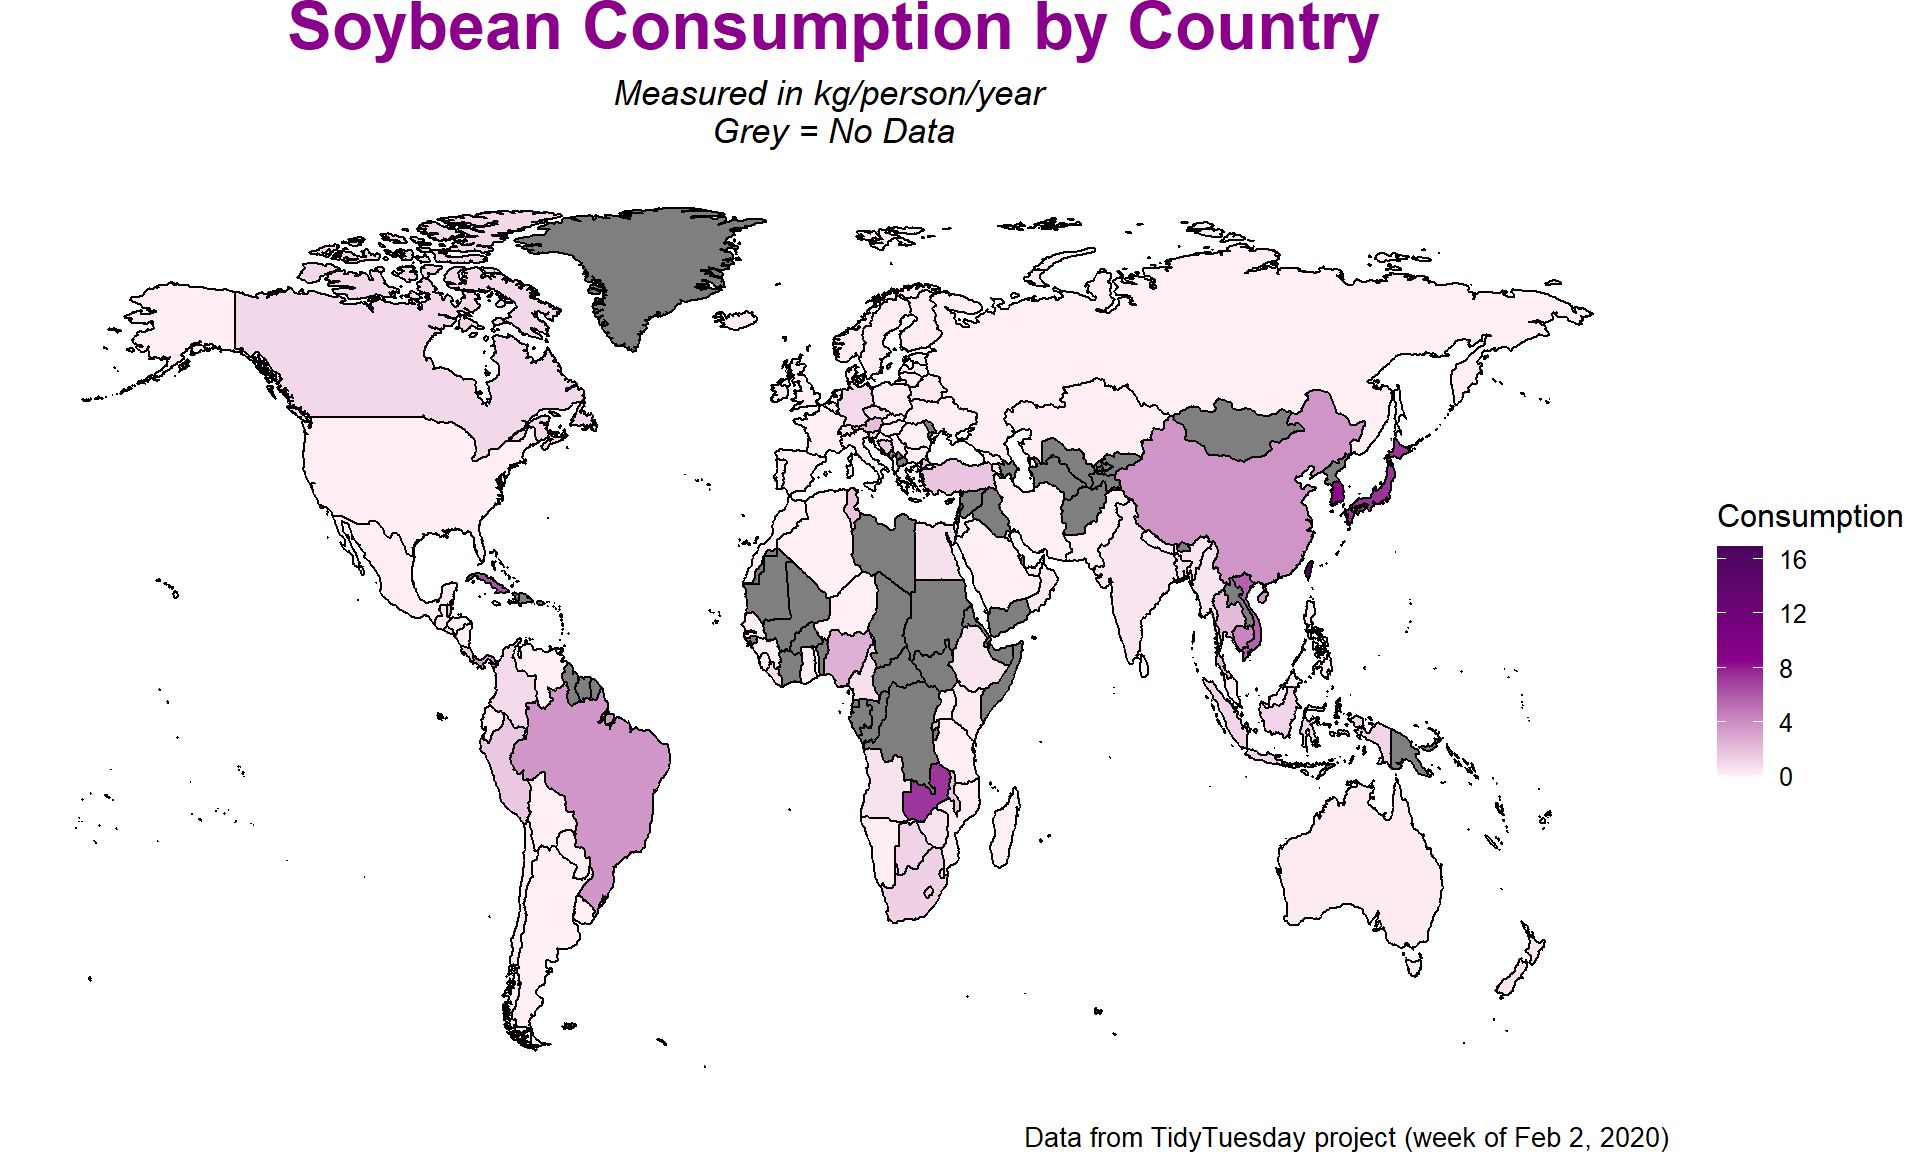 Soybean Consumption by Country
Measured in kg/person/year
Grey = No Data
Consumption
16
12
8
4
0
Data from TidyTuesday project (week of Feb 2, 2020)